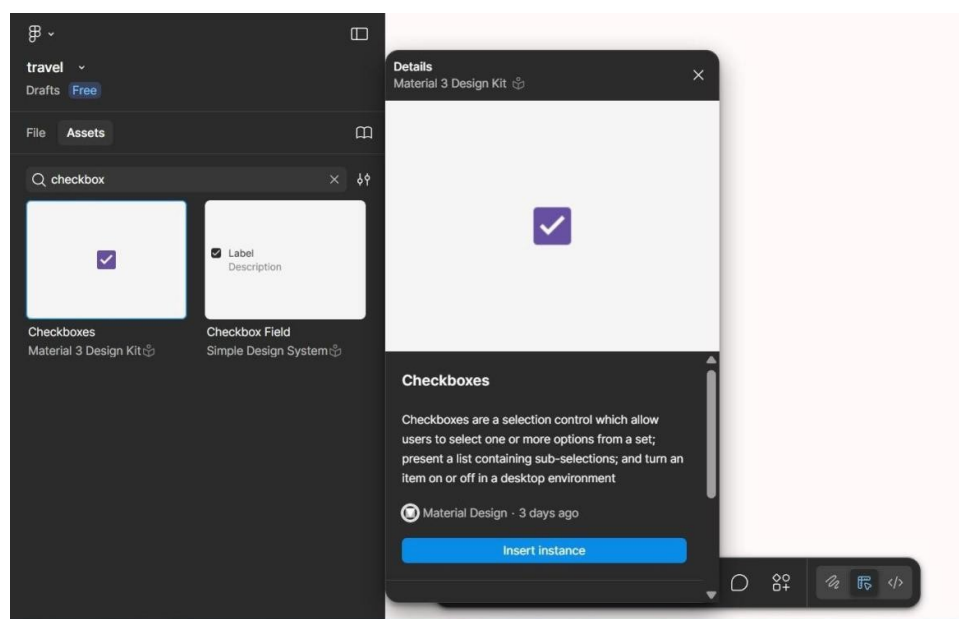 travel
Drafts Free
File Assets
checkbox
Label
Description
Checkboxes
Material 3 Design Kit
Checkbox Field
Simple Design System
Details
Material 3 Design Kit
Checkboxes
Checkboxes are a selection control which allow
users to select one or more options from a set;
present a list containing sub-selections; and turn an
item on or off in a desktop environment
Material Design · 3 days ago
Insert instance